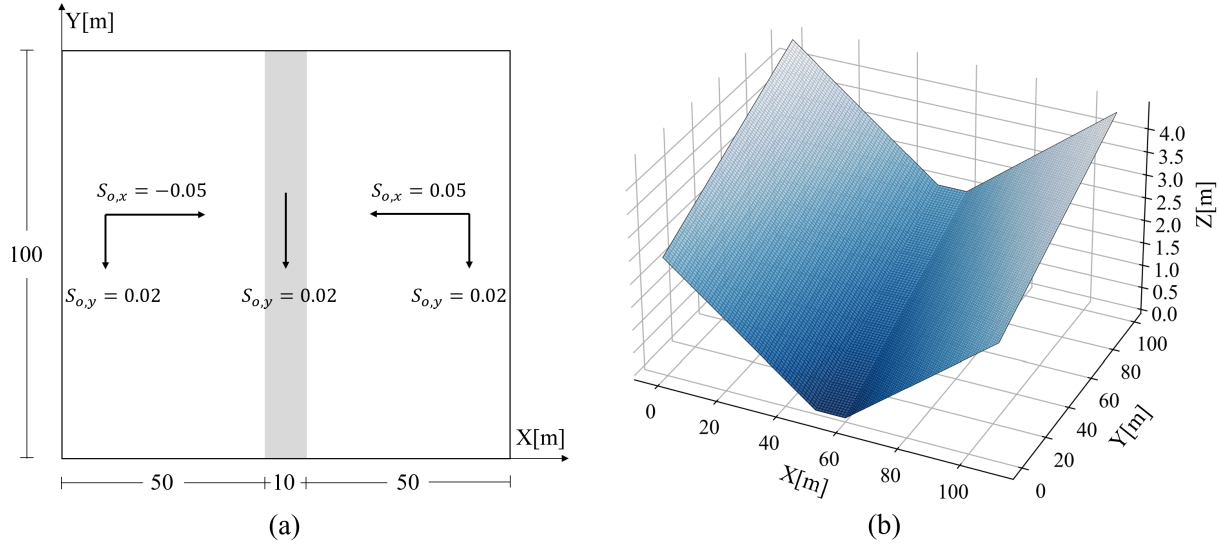 Y[m]
S_{o,x} = −0.05
S_{o,x} = 0.05
100
S_{o,y} = 0.02
S_{o,y} = 0.02
S_{o,y} = 0.02
X[m]
50
10
50
(a)
4.0
3.5
3.0
2.5
2.0
1.5
1.0
0.5
0.0
Z[m]
100
80
60
40
20
0
Y[m]
0
20
40
60
80
100
X[m]
(b)